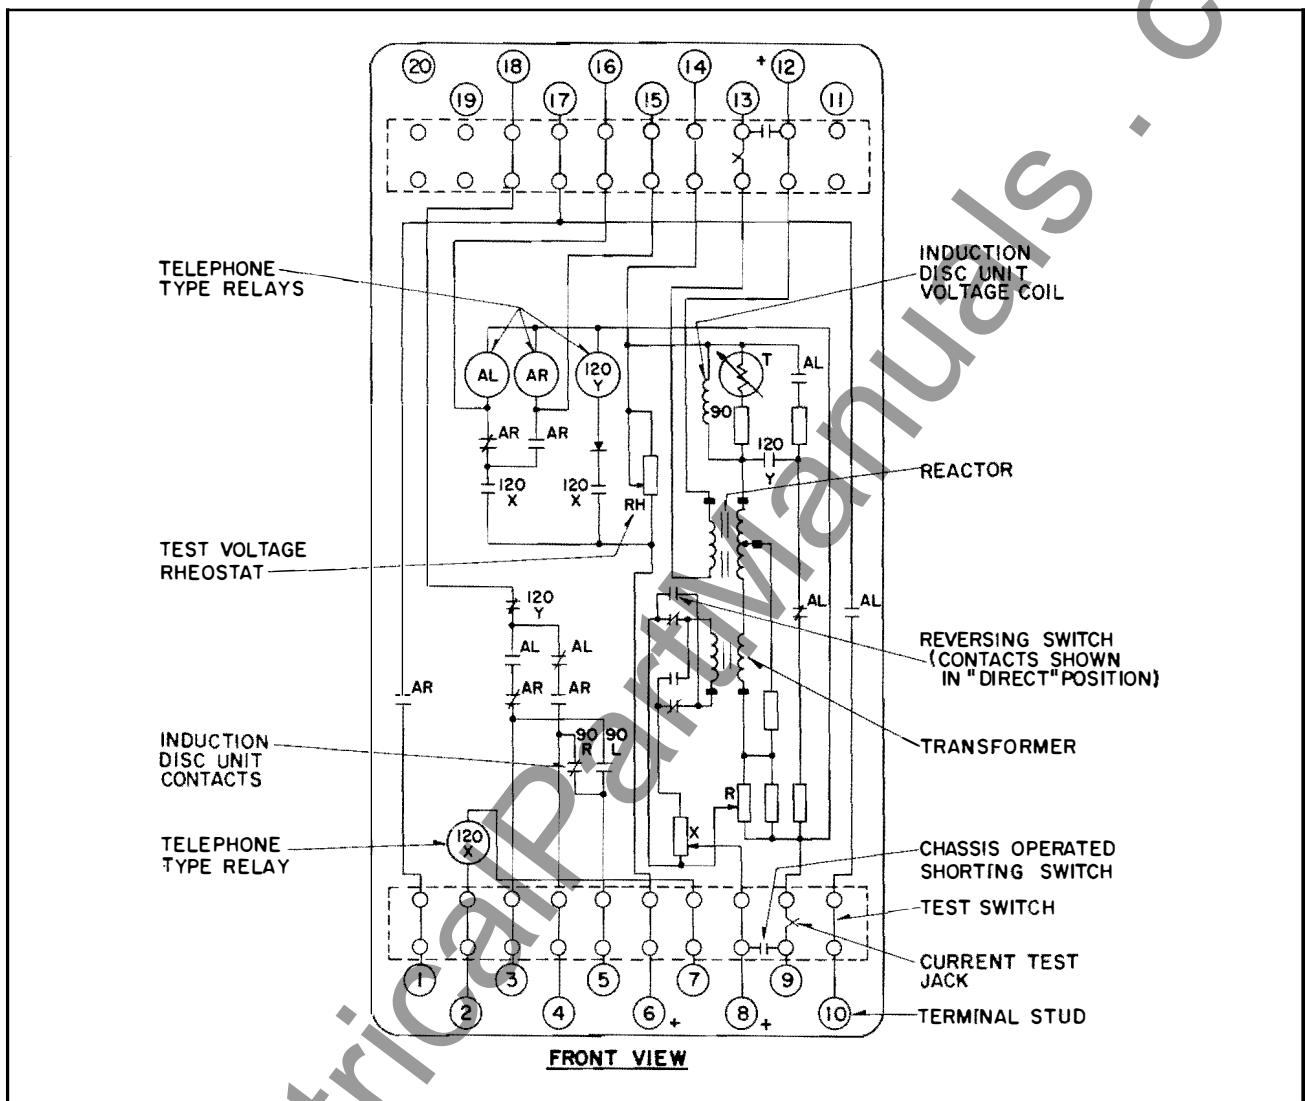 20 18 16 14 + 12
19 17 15 13 11
TELEPHONE
TYPE RELAYS
INDUCTION
DISC UNIT
VOLTAGE COIL
AL AR 120
Y
T AL
90
AR AR
120
X
120
X
120
Y
RH
REACTOR
TEST VOLTAGE
RHEOSTAT
120
Y
AL AL
AR AR
AR
AL AL
REVERSING SWITCH
(CONTACTS SHOWN
IN "DIRECT" POSITION)
INDUCTION
DISC UNIT
CONTACTS
90 90
R L
TRANSFORMER
R
X
TELEPHONE
TYPE RELAY
120
X
CHASSIS OPERATED
SHORTING SWITCH
TEST SWITCH
CURRENT TEST
JACK
1 3 5 7 9
2 4 6 + 8 + 10
TERMINAL STUD
FRONT VIEW
ElectricalPartManuals . c